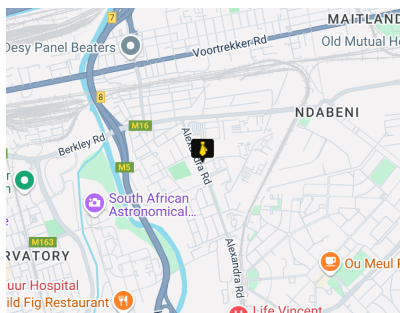 7
MAITLAND
Desy Panel Beaters
Voortrekker Rd
Old Mutual
8
NDABENI
M16
Berkley Rd
Alexandra Rd
M5
South African
Astronomical...
M163
RVATORY
Alexandra Rd
uur Hospital
Ou Meul
ild Fig Restaurant
Life Vincent